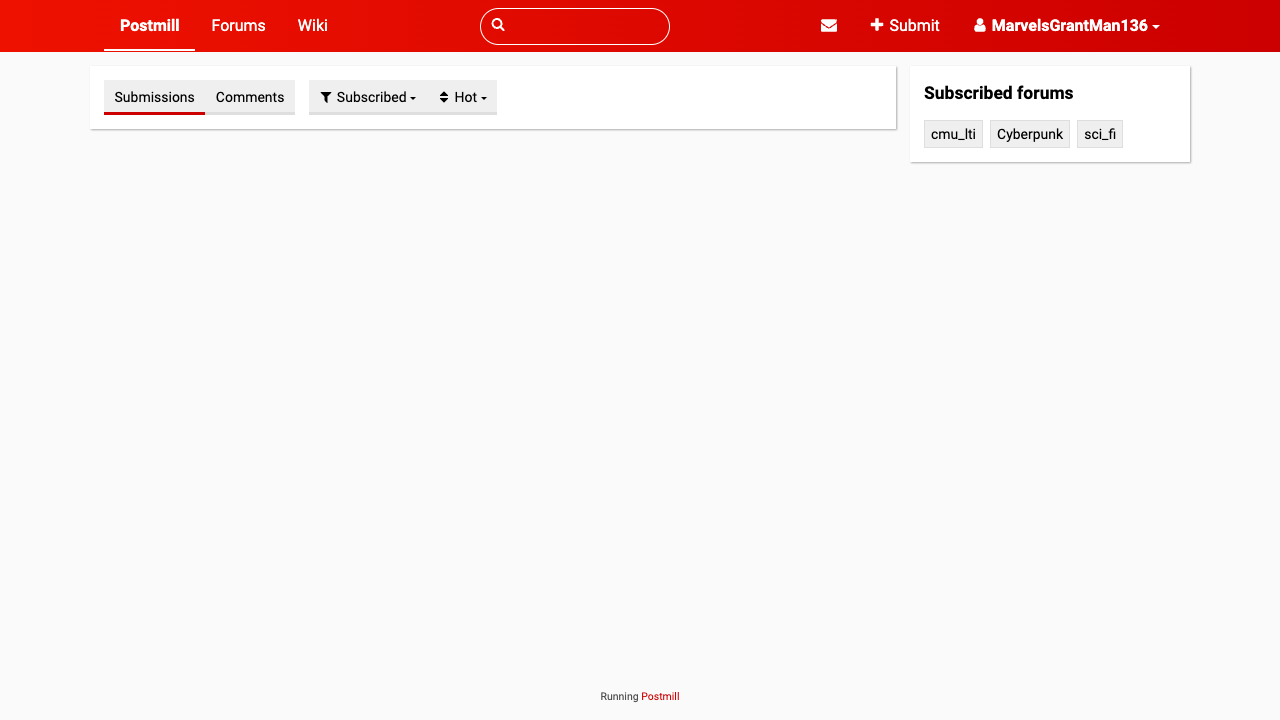 Postmill Forums Wiki Submit MarvelsGrantMan136
Submissions Comments Subscribed Hot
Subscribed forums
cmu_lti Cyberpunk sci_fi
Running Postmill